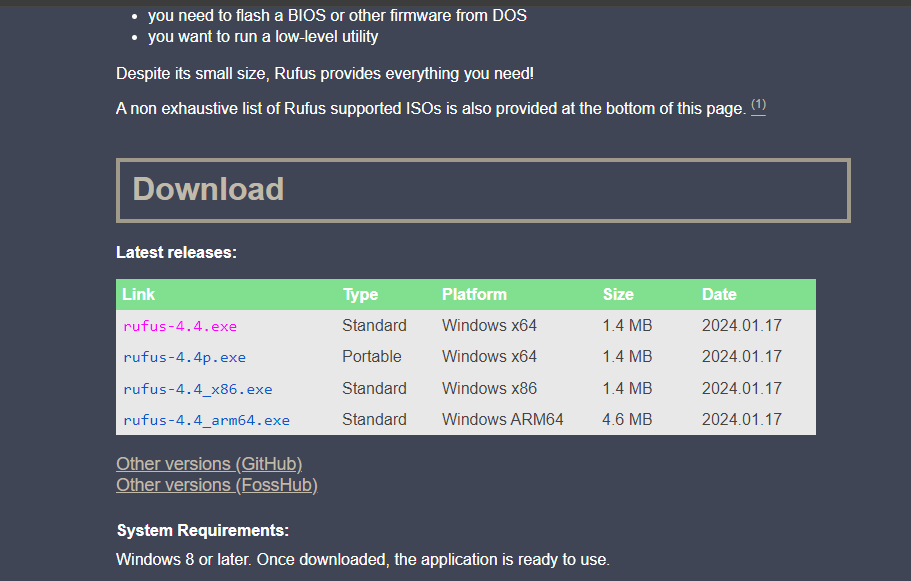 • you need to flash a BIOS or other firmware from DOS
• you want to run a low-level utility
Despite its small size, Rufus provides everything you need!
A non exhaustive list of Rufus supported ISOs is also provided at the bottom of this page. (1)
Download
Latest releases:
Link Type Platform Size Date
rufus-4.4.exe Standard Windows x64 1.4 MB 2024.01.17
rufus-4.4p.exe Portable Windows x64 1.4 MB 2024.01.17
rufus-4.4_x86.exe Standard Windows x86 1.4 MB 2024.01.17
rufus-4.4_arm64.exe Standard Windows ARM64 4.6 MB 2024.01.17
Other versions (GitHub)
Other versions (FossHub)
System Requirements:
Windows 8 or later. Once downloaded, the application is ready to use.